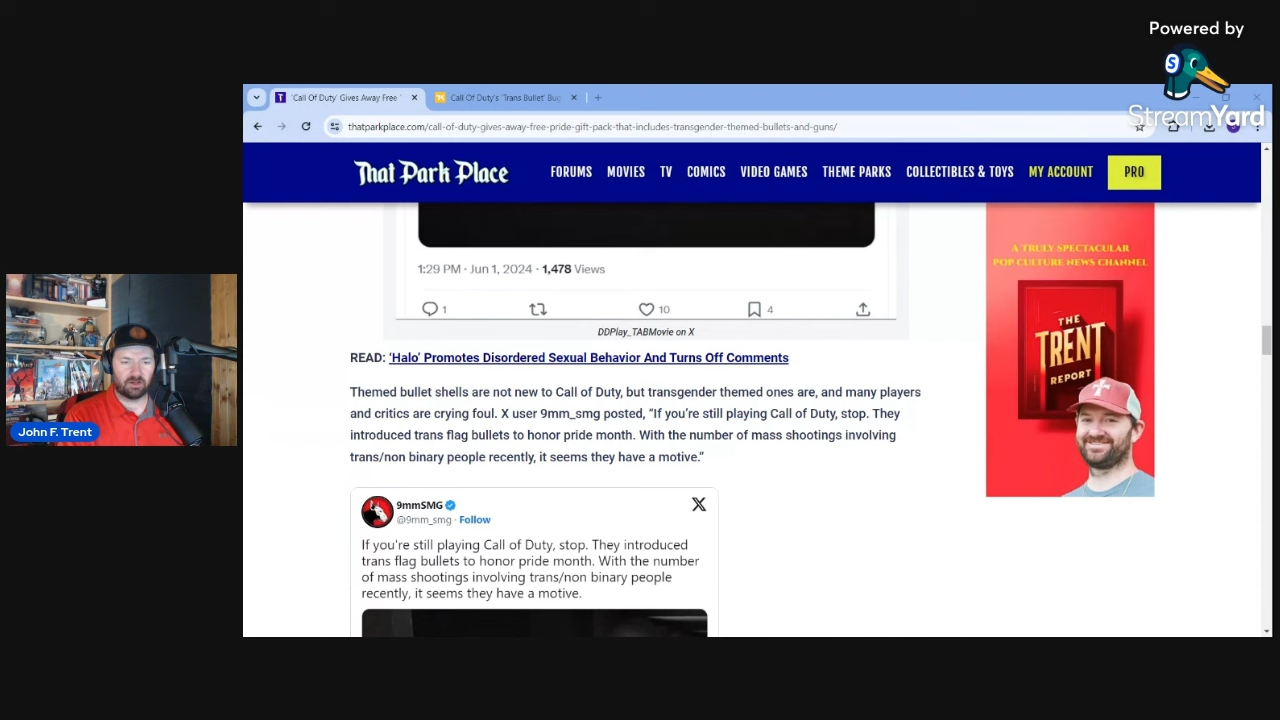 Powered by
S
StreamYard
'Call Of Duty' Gives Away Free
Call Of Duty's 'Trans Bullet' Bug
thatparkplace.com/call-of-duty-gives-away-free-pride-gift-pack-that-includes-transgender-themed-bullets-and-guns/
That Park Place
FORUMS MOVIES TV COMICS VIDEO GAMES THEME PARKS COLLECTIBLES & TOYS MY ACCOUNT PRO
1:29 PM · Jun 1, 2024 · 1,478 Views
1 10 4
DDPlay_TABMovie on X
READ: 'Halo' Promotes Disordered Sexual Behavior And Turns Off Comments
Themed bullet shells are not new to Call of Duty, but transgender themed ones are, and many players
and critics are crying foul. X user 9mm_smg posted, “If you’re still playing Call of Duty, stop. They
introduced trans flag bullets to honor pride month. With the number of mass shootings involving
trans/non binary people recently, it seems they have a motive.”
9mmSMG
@9mm_smg · Follow
If you're still playing Call of Duty, stop. They introduced
trans flag bullets to honor pride month. With the number
of mass shootings involving trans/non binary people
recently, it seems they have a motive.
A TRULY SPECTACULAR
POP CULTURE NEWS CHANNEL
THE
TRENT
REPORT
John F. Trent